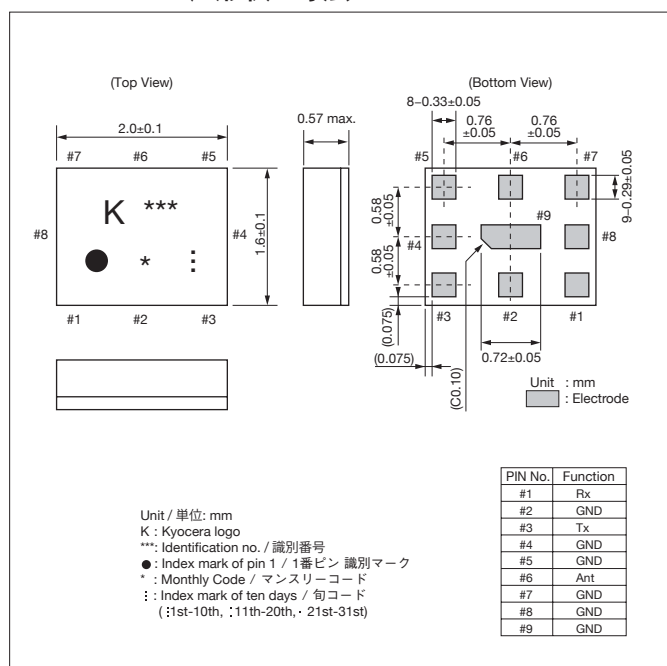 (Top View)
2.0±0.1
#7 #6 #5
K ***
#8
#4
*
#1 #2 #3
1.6±0.1
0.57 max.
(Bottom View)
8–0.33±0.05
0.76
±0.05
0.76
±0.05
#5 #6 #7
9–0.29±0.05
0.58
±0.05
0.58
±0.05
#4
#9
#8
#3 #2 #1
(0.075)
(0.075)
0.72±0.05
(C0.10)
Unit : mm
: Electrode
Unit / 単位: mm
K : Kyocera logo
***: Identification no. / 識別番号
● : Index mark of pin 1 / 1番ピン 識別マーク
* : Monthly Code / マンスリーコード
⋮ : Index mark of ten days / 旬コード
(⋮1st-10th, :11th-20th, · 21st-31st)
PIN No. Function
#1 Rx
#2 GND
#3 Tx
#4 GND
#5 GND
#6 Ant
#7 GND
#8 GND
#9 GND